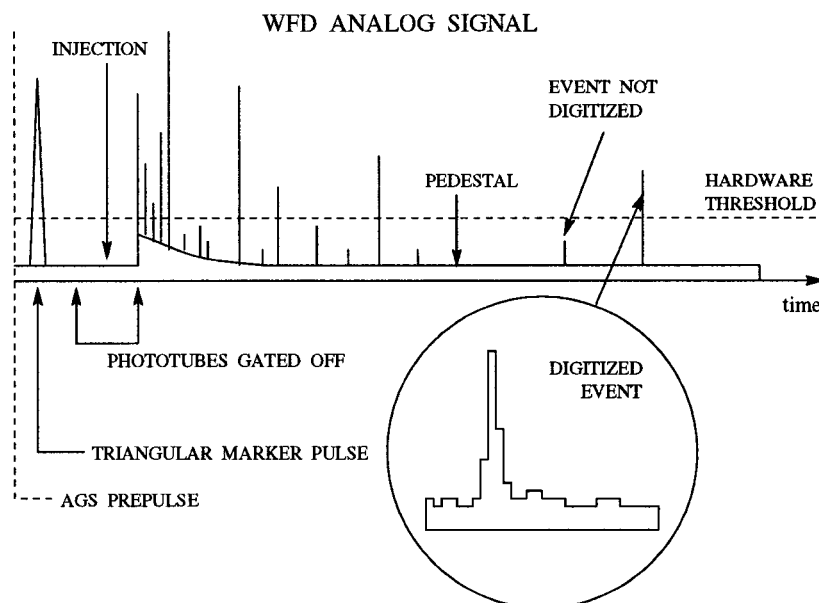 WFD ANALOG SIGNAL
INJECTION
EVENT NOT
DIGITIZED
PEDESTAL
HARDWARE
THRESHOLD
time
PHOTOTUBES GATED OFF
DIGITIZED
EVENT
TRIANGULAR MARKER PULSE
AGS PREPULSE